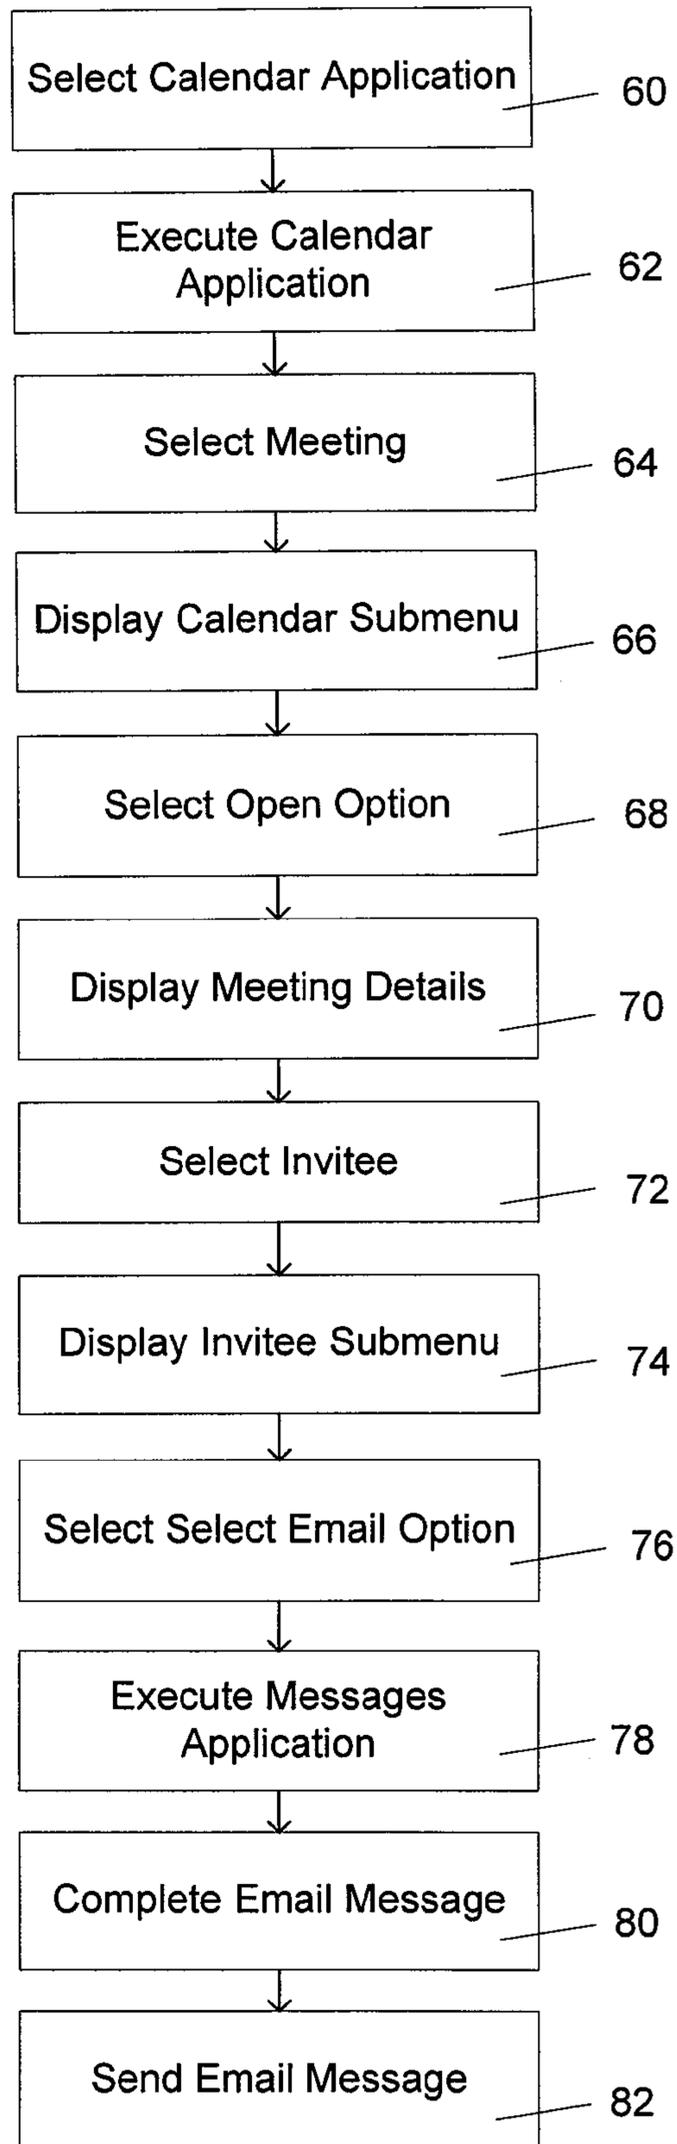 Select Calendar Application
60
Execute Calendar
Application
62
Select Meeting
64
Display Calendar Submenu
66
Select Open Option
68
Display Meeting Details
70
Select Invitee
72
Display Invitee Submenu
74
Select Select Email Option
76
Execute Messages
Application
78
Complete Email Message
80
Send Email Message
82